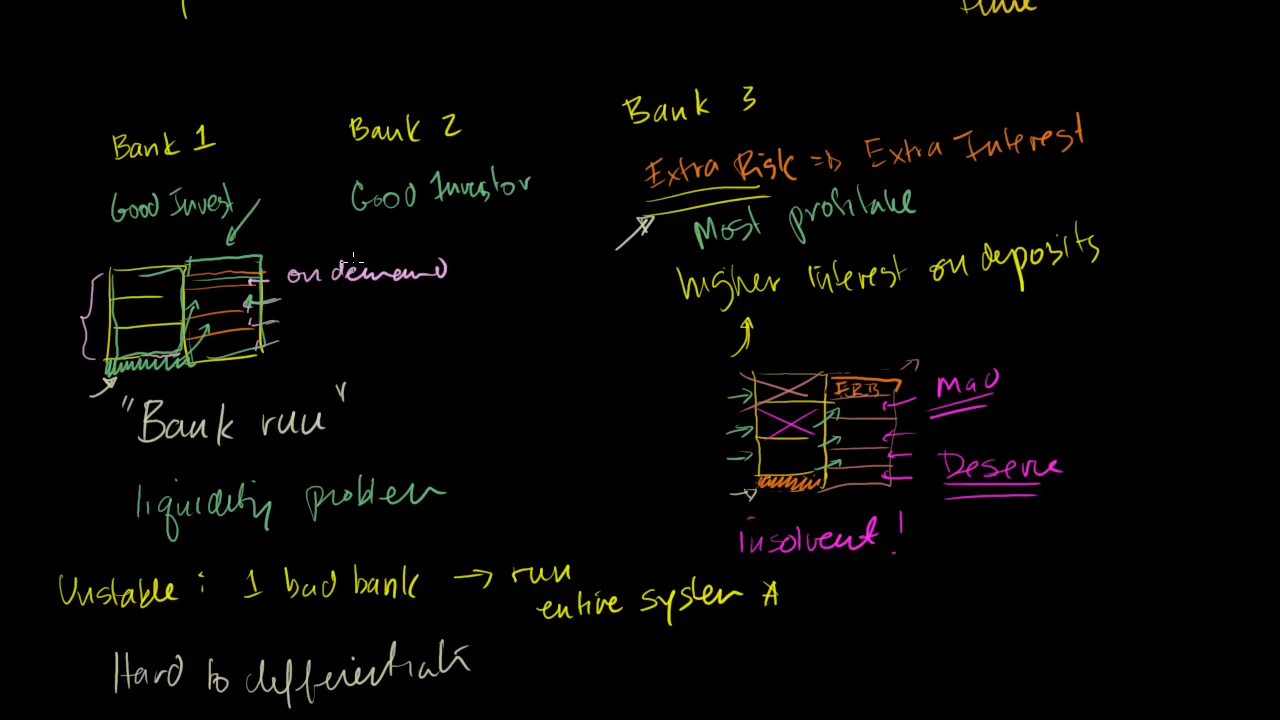 time
Bank 1
Bank 2
Bank 3
Good Invest
Good Investor
Extra Risk ⇒ Extra Interest
Most profitable
higher interest on deposits
on demand
"Bank run"
liquidity problem
Unstable : 1 bad bank → run
entire system
Hard to differentiate
Mad
Deserve
insolvent!